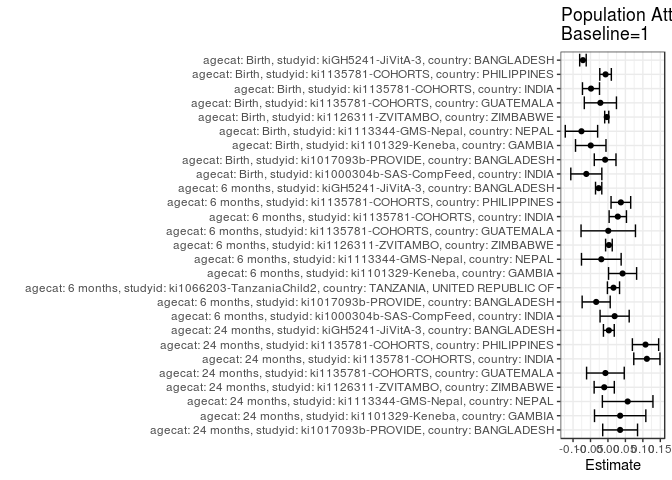 Population Att
Baseline=1
agecat: Birth, studyid: kiGH5241-JiVitA-3, country: BANGLADESH
agecat: Birth, studyid: ki1135781-COHORTS, country: PHILIPPINES
agecat: Birth, studyid: ki1135781-COHORTS, country: INDIA
agecat: Birth, studyid: ki1135781-COHORTS, country: GUATEMALA
agecat: Birth, studyid: ki1126311-ZVITAMBO, country: ZIMBABWE
agecat: Birth, studyid: ki1113344-GMS-Nepal, country: NEPAL
agecat: Birth, studyid: ki1101329-Keneba, country: GAMBIA
agecat: Birth, studyid: ki1017093b-PROVIDE, country: BANGLADESH
agecat: Birth, studyid: ki1000304b-SAS-CompFeed, country: INDIA
agecat: 6 months, studyid: kiGH5241-JiVitA-3, country: BANGLADESH
agecat: 6 months, studyid: ki1135781-COHORTS, country: PHILIPPINES
agecat: 6 months, studyid: ki1135781-COHORTS, country: INDIA
agecat: 6 months, studyid: ki1135781-COHORTS, country: GUATEMALA
agecat: 6 months, studyid: ki1126311-ZVITAMBO, country: ZIMBABWE
agecat: 6 months, studyid: ki1113344-GMS-Nepal, country: NEPAL
agecat: 6 months, studyid: ki1101329-Keneba, country: GAMBIA
agecat: 6 months, studyid: ki1066203-TanzaniaChild2, country: TANZANIA, UNITED REPUBLIC OF
agecat: 6 months, studyid: ki1017093b-PROVIDE, country: BANGLADESH
agecat: 6 months, studyid: ki1000304b-SAS-CompFeed, country: INDIA
agecat: 24 months, studyid: kiGH5241-JiVitA-3, country: BANGLADESH
agecat: 24 months, studyid: ki1135781-COHORTS, country: PHILIPPINES
agecat: 24 months, studyid: ki1135781-COHORTS, country: INDIA
agecat: 24 months, studyid: ki1135781-COHORTS, country: GUATEMALA
agecat: 24 months, studyid: ki1126311-ZVITAMBO, country: ZIMBABWE
agecat: 24 months, studyid: ki1113344-GMS-Nepal, country: NEPAL
agecat: 24 months, studyid: ki1101329-Keneba, country: GAMBIA
agecat: 24 months, studyid: ki1017093b-PROVIDE, country: BANGLADESH
-0.10-0.050.000.050.100.15
Estimate